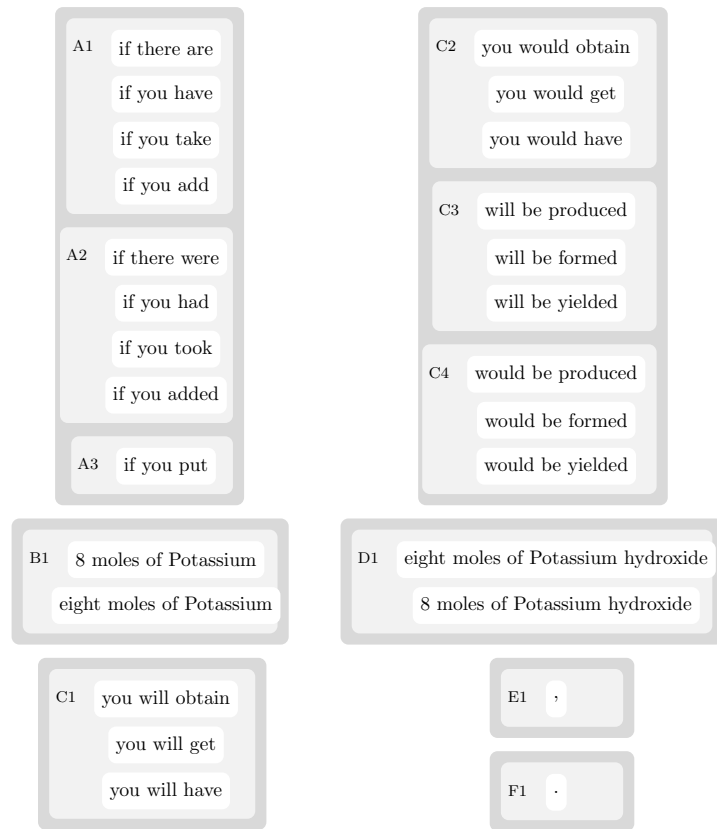 A1 if there are
if you have
if you take
if you add
A2 if there were
if you had
if you took
if you added
A3 if you put
B1 8 moles of Potassium
eight moles of Potassium
C1 you will obtain
you will get
you will have
C2 you would obtain
you would get
you would have
C3 will be produced
will be formed
will be yielded
C4 would be produced
would be formed
would be yielded
D1 eight moles of Potassium hydroxide
8 moles of Potassium hydroxide
E1 ,
F1 .